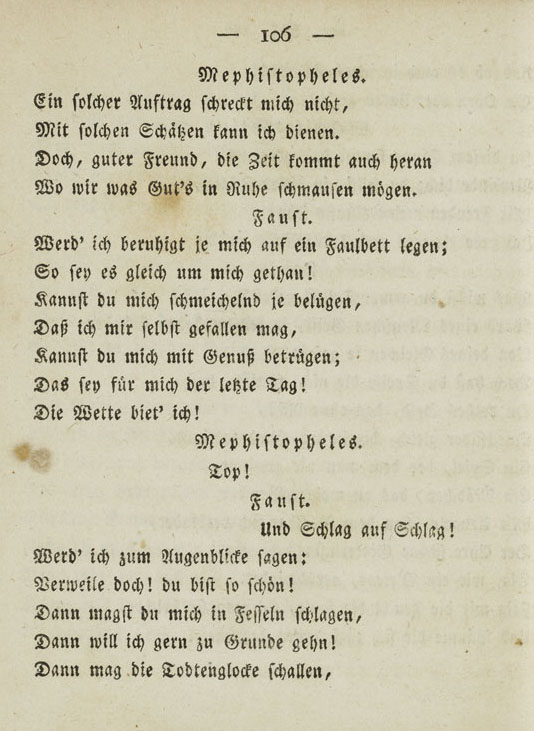 — 106 —
Mephistopheles.
Ein solcher Auftrag schreckt mich nicht,
Mit solchen Schätzen kann ich dienen.
Doch, guter Freund, die Zeit kommt auch heran
Wo wir was Gut's in Ruhe schmausen mögen.
Faust.
Werd' ich beruhigt je mich auf ein Faulbett legen;
So sey es gleich um mich gethan!
Kannst du mich schmeichelnd je belügen,
Daß ich mir selbst gefallen mag,
Kannst du mich mit Genuß betrügen;
Das sey für mich der letzte Tag!
Die Wette biet' ich!
Mephistopheles.
Top!
Faust.
Und Schlag auf Schlag!
Werd' ich zum Augenblicke sagen:
Verweile doch! du bist so schön!
Dann magst du mich in Fesseln schlagen,
Dann will ich gern zu Grunde gehn!
Dann mag die Todtenglocke schallen,